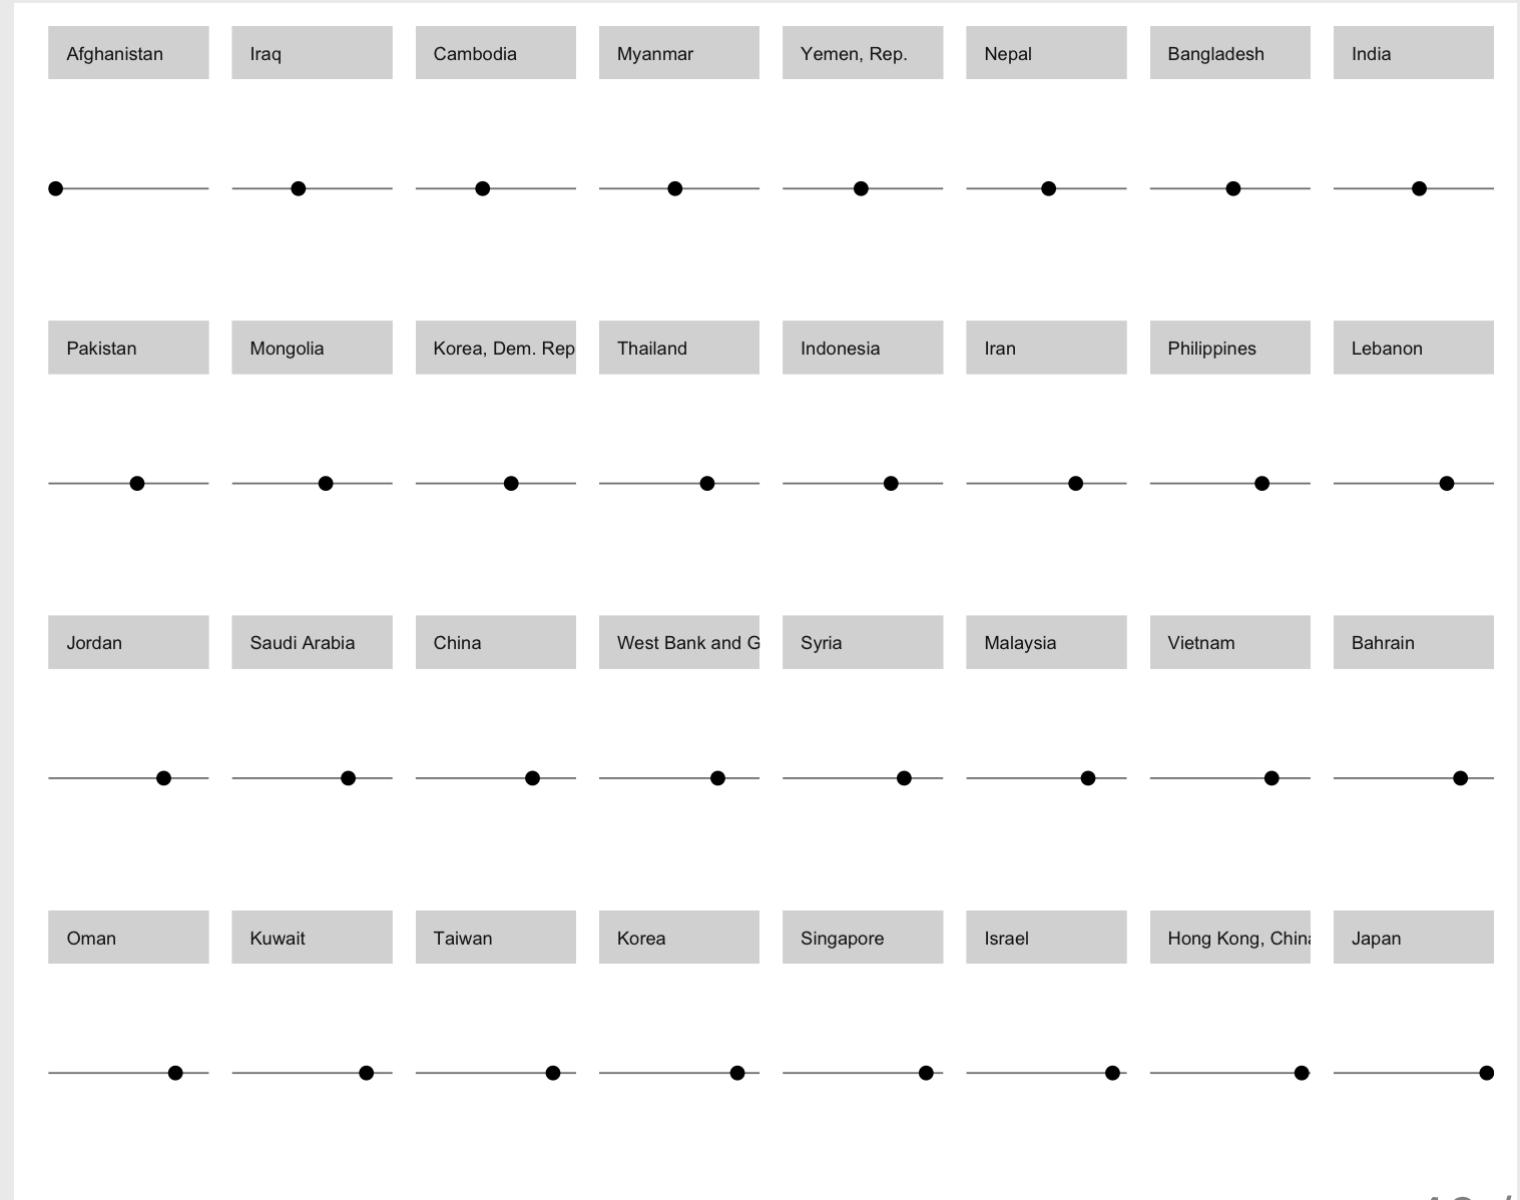 Afghanistan
Iraq
Cambodia
Myanmar
Yemen, Rep.
Nepal
Bangladesh
India
Pakistan
Mongolia
Korea, Dem. Rep
Thailand
Indonesia
Iran
Philippines
Lebanon
Jordan
Saudi Arabia
China
West Bank and G
Syria
Malaysia
Vietnam
Bahrain
Oman
Kuwait
Taiwan
Korea
Singapore
Israel
Hong Kong, China
Japan